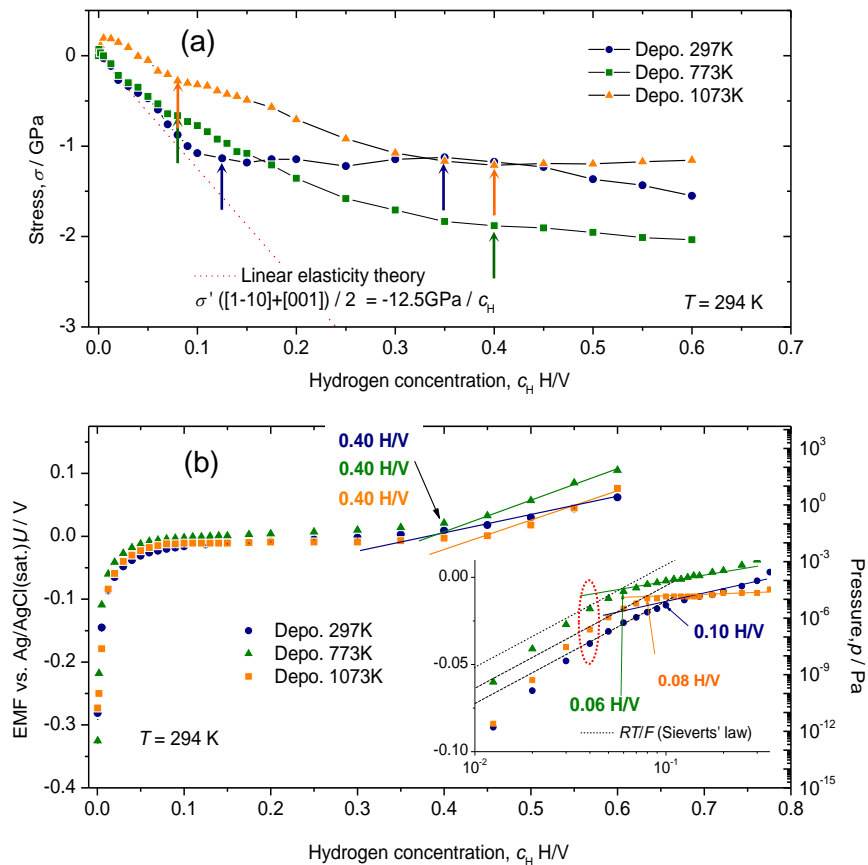 (a)
Depo. 297K
Depo. 773K
Depo. 1073K
0
-1
-2
-3
Stress, σ / GPa
Linear elasticity theory
σ' ([1-10]+[001]) / 2 = -12.5GPa / cH
T = 294 K
0.0 0.1 0.2 0.3 0.4 0.5 0.6 0.7
Hydrogen concentration, cH H/V
(b)
0.40 H/V
0.40 H/V
0.40 H/V
0.1
0.0
-0.1
-0.2
-0.3
-0.4
EMF vs. Ag/AgCl(sat.)U / V
Depo. 297K
Depo. 773K
Depo. 1073K
T = 294 K
0.00
-0.05
-0.10
10-2
10-1
0.10 H/V
0.08 H/V
0.06 H/V
RT/F (Sieverts' law)
103
100
10-3
10-6
10-9
10-12
10-15
Pressure, p / Pa
0.0 0.1 0.2 0.3 0.4 0.5 0.6 0.7 0.8
Hydrogen concentration, cH H/V